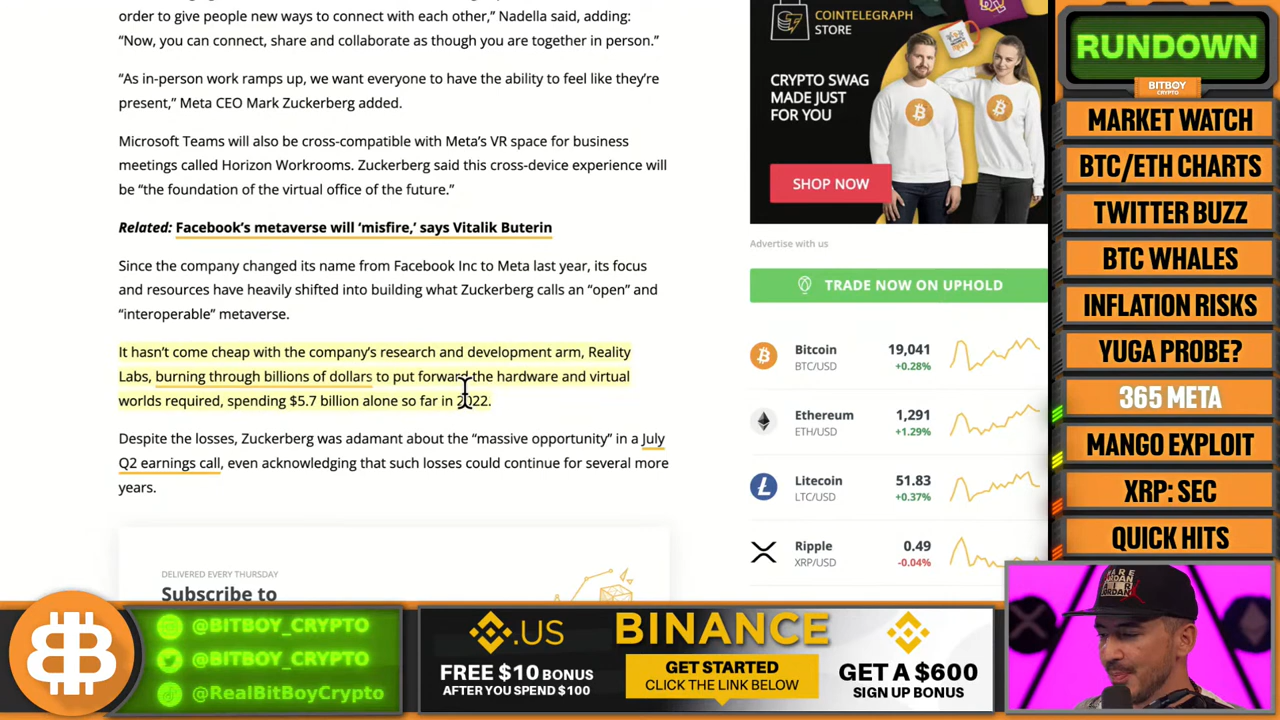 order to give people new ways to connect with each other,” Nadella said, adding:
“Now, you can connect, share and collaborate as though you are together in person.”
“As in-person work ramps up, we want everyone to have the ability to feel like they’re
present,” Meta CEO Mark Zuckerberg added.
Microsoft Teams will also be cross-compatible with Meta’s VR space for business
meetings called Horizon Workrooms. Zuckerberg said this cross-device experience will
be “the foundation of the virtual office of the future.”
Related: Facebook’s metaverse will ‘misfire,’ says Vitalik Buterin
Since the company changed its name from Facebook Inc to Meta last year, its focus
and resources have heavily shifted into building what Zuckerberg calls an “open” and
“interoperable” metaverse.
It hasn’t come cheap with the company’s research and development arm, Reality
Labs, burning through billions of dollars to put forward the hardware and virtual
worlds required, spending $5.7 billion alone so far in 2022.
Despite the losses, Zuckerberg was adamant about the “massive opportunity” in a July
Q2 earnings call, even acknowledging that such losses could continue for several more
years.
DELIVERED EVERY THURSDAY
Subscribe to
COINTELEGRAPH
STORE
CRYPTO SWAG
MADE JUST
FOR YOU
SHOP NOW
Advertise with us
TRADE NOW ON UPHOLD
Bitcoin 19,041
BTC/USD +0.28%
Ethereum 1,291
ETH/USD +1.29%
Litecoin 51.83
LTC/USD +0.37%
Ripple 0.49
XRP/USD -0.04%
RUNDOWN
BITBOY
CRYPTO
MARKET WATCH
BTC/ETH CHARTS
TWITTER BUZZ
BTC WHALES
INFLATION RISKS
YUGA PROBE?
365 META
MANGO EXPLOIT
XRP: SEC
QUICK HITS
@BITBOY_CRYPTO
@BITBOY_CRYPTO
@RealBitBoyCrypto
.US
FREE $10 BONUS
AFTER YOU SPEND $100
BINANCE
GET STARTED
CLICK THE LINK BELOW
GET A $600
SIGN UP BONUS